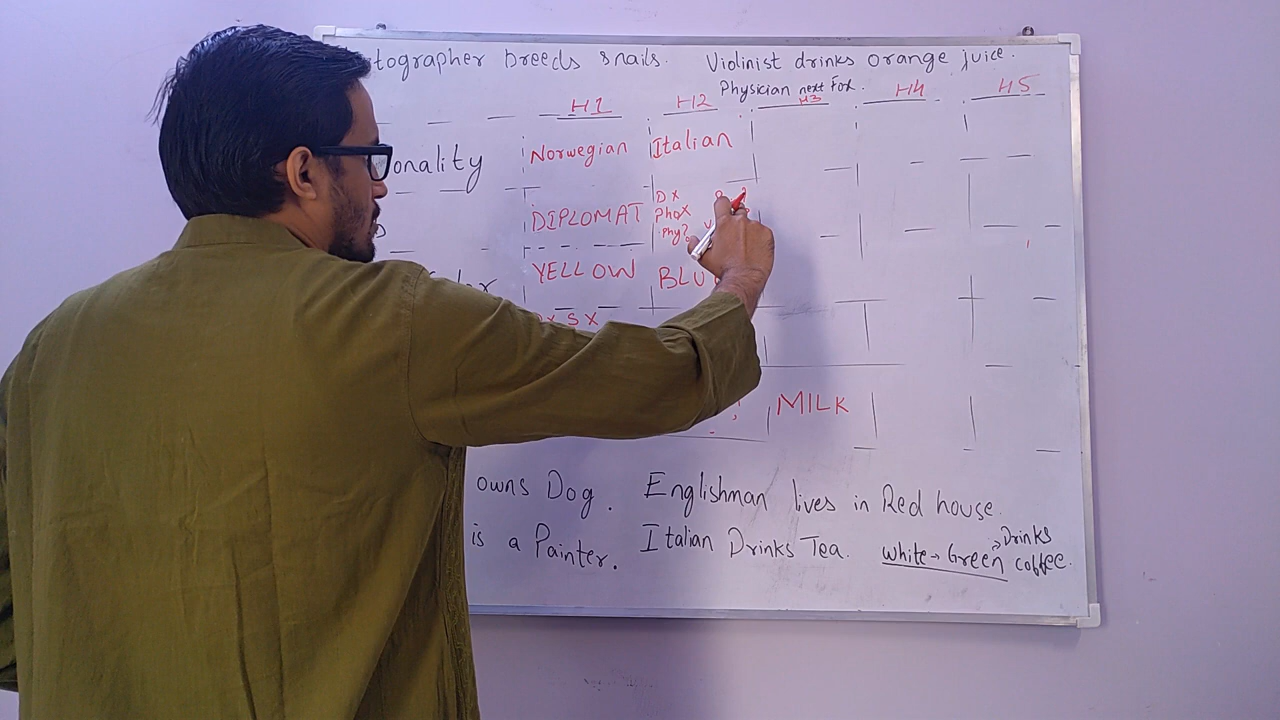 tographer breeds snails. Violinist drinks orange juice.
Physician next Fox.
H1 H2 H3 H4 H5
onality Norwegian Italian
DIPLOMAT D x
Pho x
Phy?
YELLOW BLU
S x
MILK
owns Dog. Englishman lives in Red house.
is a Painter. Italian Drinks Tea. White → Green → Drinks coffee.